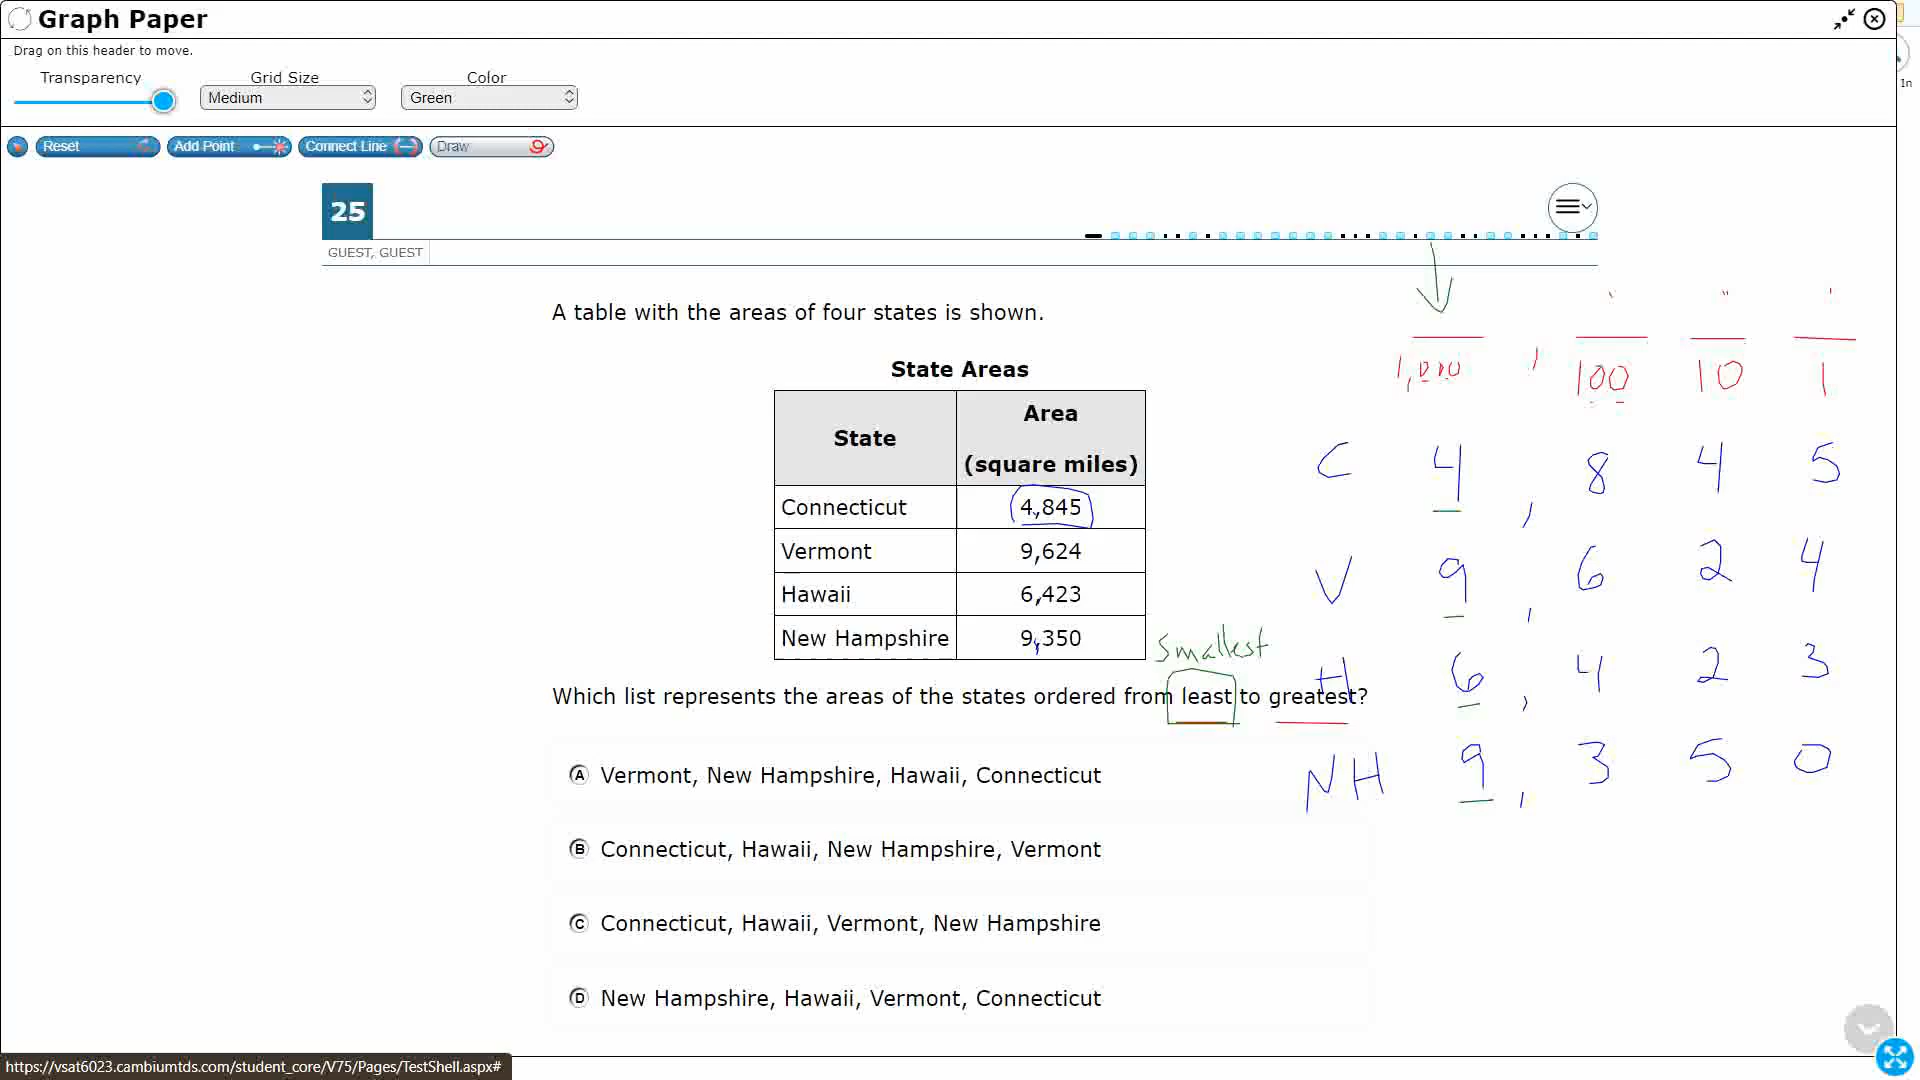 Graph Paper
Drag on this header to move.
Transparency Grid Size Color
Medium Green
Reset Add Point Connect Line Draw
In
25
GUEST, GUEST
A table with the areas of four states is shown.
1,000 , 100 10 1
State Areas
State Area (square miles)
Connecticut 4,845
Vermont 9,624
Hawaii 6,423
New Hampshire 9,350
C 4 , 8 4 5
V 9 , 6 2 4
H 6 , 4 2 3
NH 9 , 3 5 0
Smallest
Which list represents the areas of the states ordered from least to greatest?
A Vermont, New Hampshire, Hawaii, Connecticut
B Connecticut, Hawaii, New Hampshire, Vermont
C Connecticut, Hawaii, Vermont, New Hampshire
D New Hampshire, Hawaii, Vermont, Connecticut
https://vsat6023.cambiumtds.com/student_core/V75/Pages/TestShell.aspx#